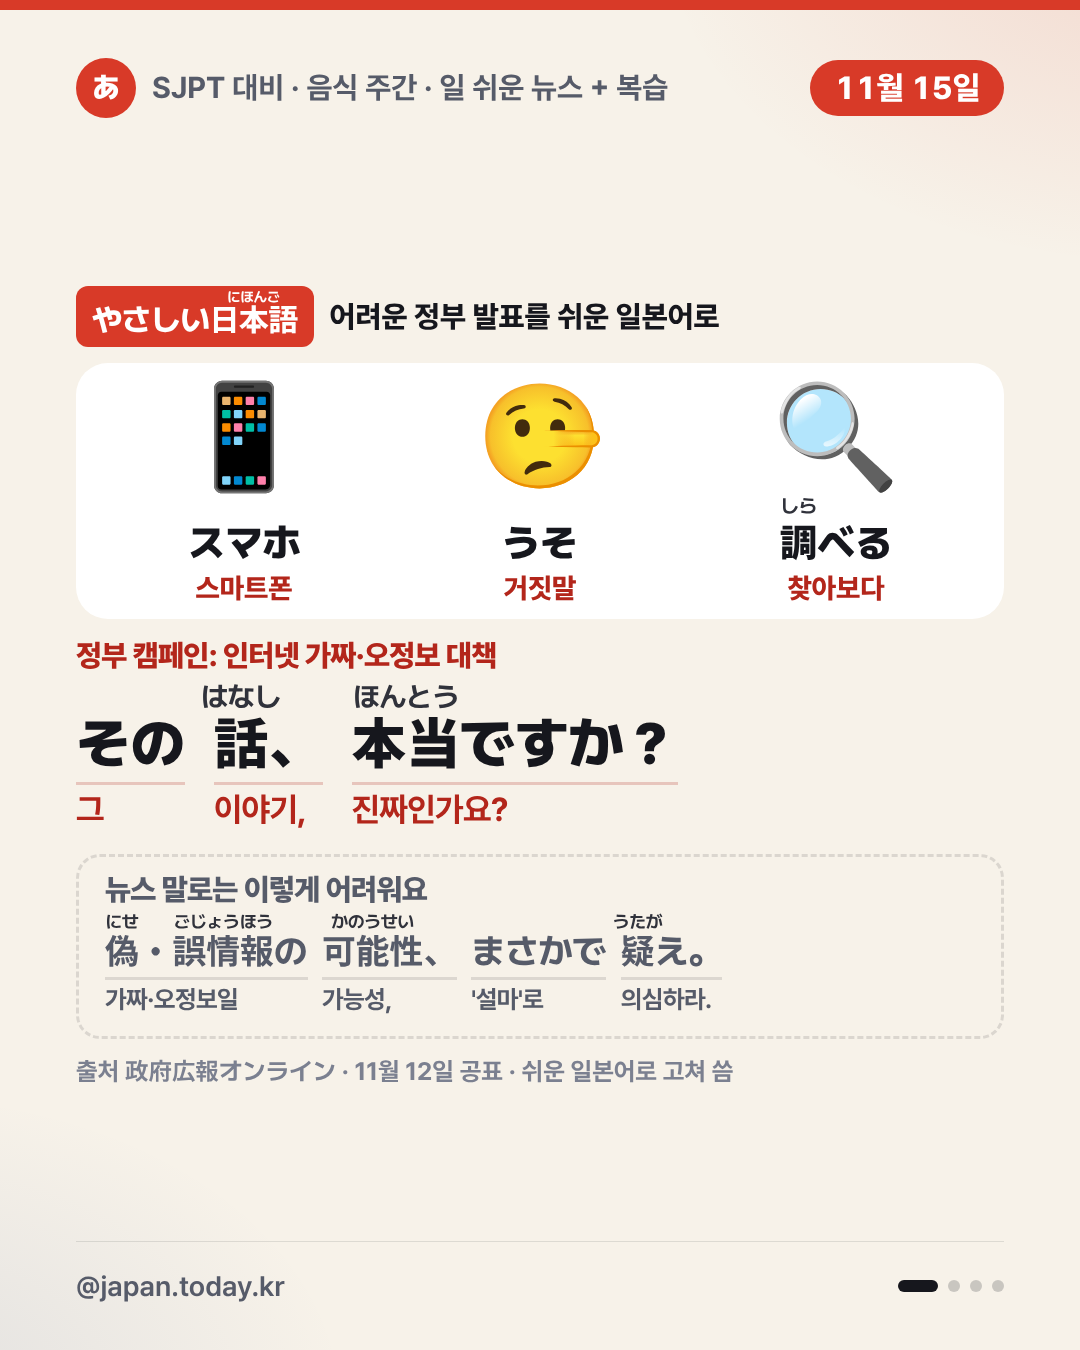 あ SJPT 대비 · 음식 주간 · 일 쉬운 뉴스 + 복습
11월 15일
にほんご
やさしい日本語 어려운 정부 발표를 쉬운 일본어로
しら
スマホ うそ 調べる
스마트폰 거짓말 찾아보다
정부 캠페인: 인터넷 가짜·오정보 대책
はなし ほんとう
その 話、 本当ですか？
그 이야기, 진짜인가요?
뉴스 말로는 이렇게 어려워요
にせ ごじょうほう かのうせい うたが
偽・誤情報の 可能性、 まさかで 疑え。
가짜·오정보일 가능성, '설마'로 의심하라.
출처 政府広報オンライン · 11월 12일 공표 · 쉬운 일본어로 고쳐 씀
@japan.today.kr